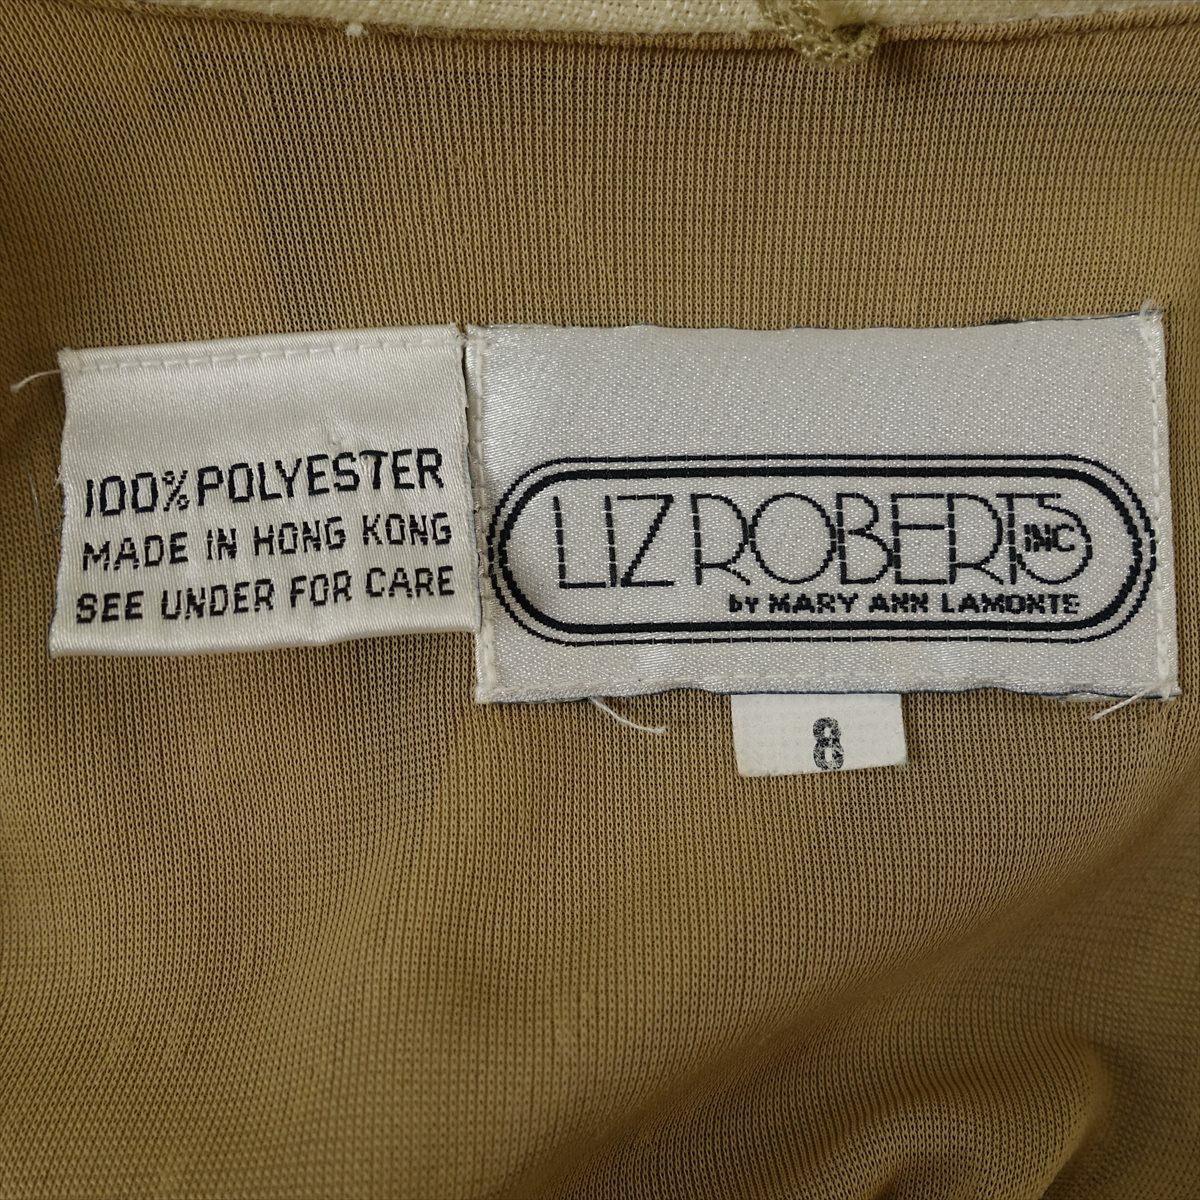 100% POLYESTER
MADE IN HONG KONG
SEE UNDER FOR CARE
LIZ ROBERTS INC
by MARY ANN LAMONTE
8